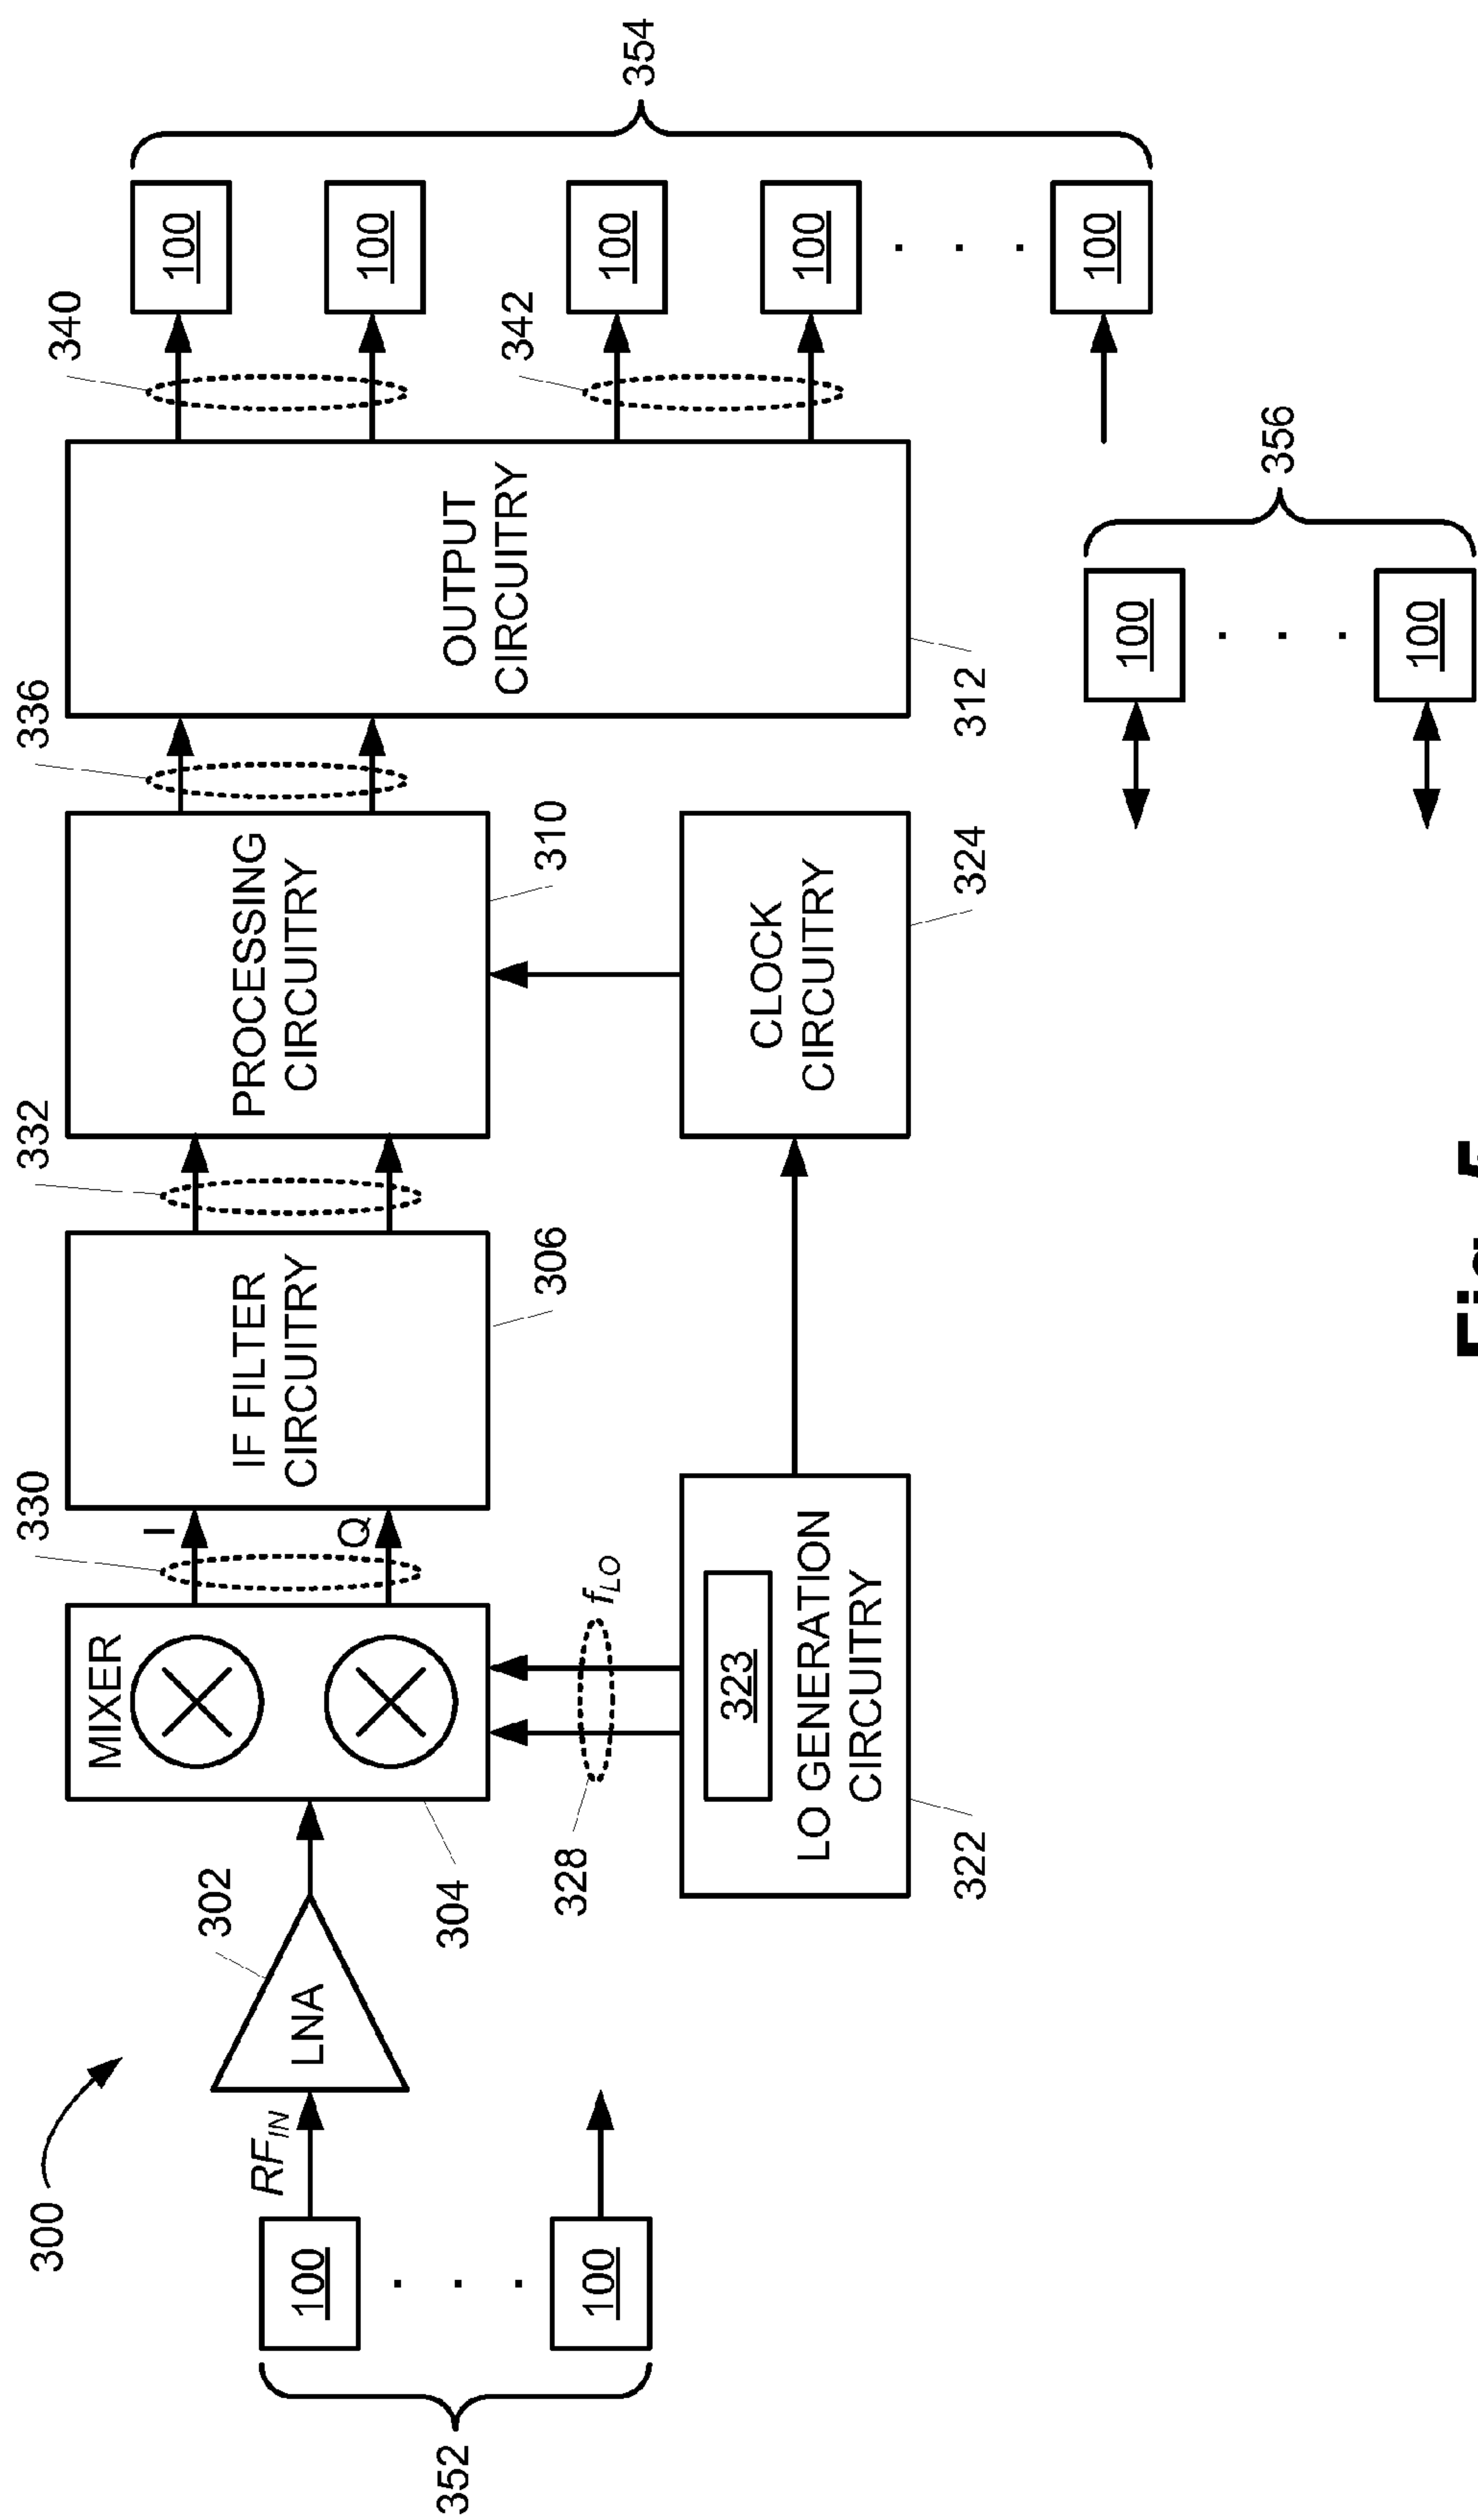 300
352
100
100
RF_IN
LNA
302
MIXER
304
328
f_LO
323
LO GENERATION
CIRCUITRY
322
330
I
Q
IF FILTER
CIRCUITRY
306
332
PROCESSING
CIRCUITRY
310
CLOCK
CIRCUITRY
324
336
OUTPUT
CIRCUITRY
312
340
342
100
100
100
100
100
354
100
100
356